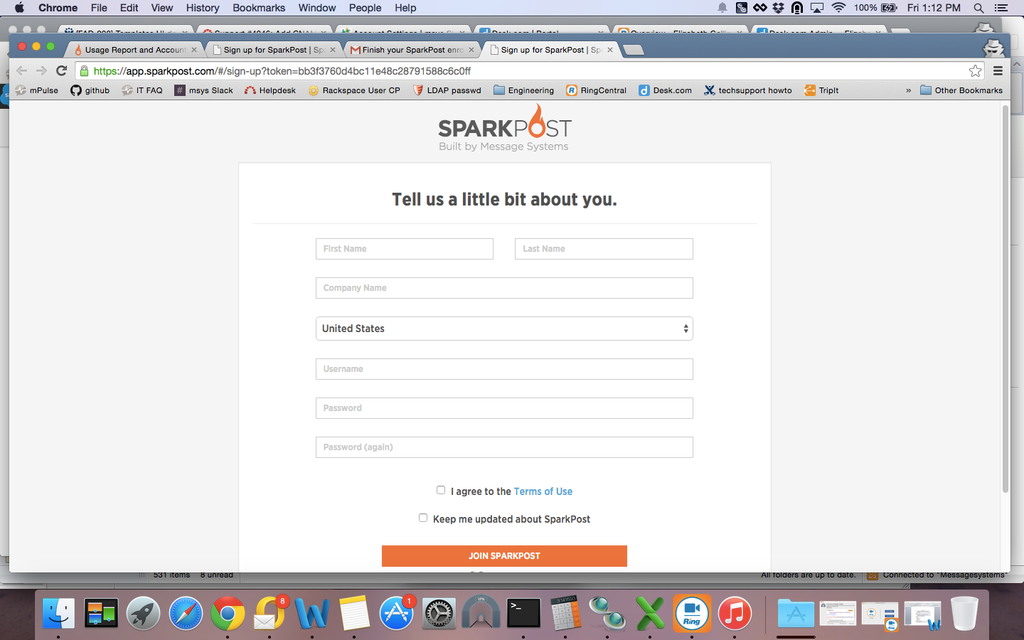 Chrome File Edit View History Bookmarks Window People Help 100% Fri 1:12 PM
Usage Report and Accoun Sign up for SparkPost | Sp Finish your SparkPost enro Sign up for SparkPost | Sp
https://app.sparkpost.com/#/sign-up?token=bb3f3760d4bc11e48c28791588c6c0ff
mPulse github IT FAQ msys Slack Helpdesk Rackspace User CP LDAP passwd Engineering RingCentral Desk.com techsupport howto TripIt » Other Bookmarks
SPARKPOST
Built by Message Systems
Tell us a little bit about you.
First Name Last Name
Company Name
United States
Username
Password
Password (again)
I agree to the Terms of Use
Keep me updated about SparkPost
JOIN SPARKPOST
531 items 8 unread All folders are up to date. Connected to "Messagesystems"
8
1
Ring